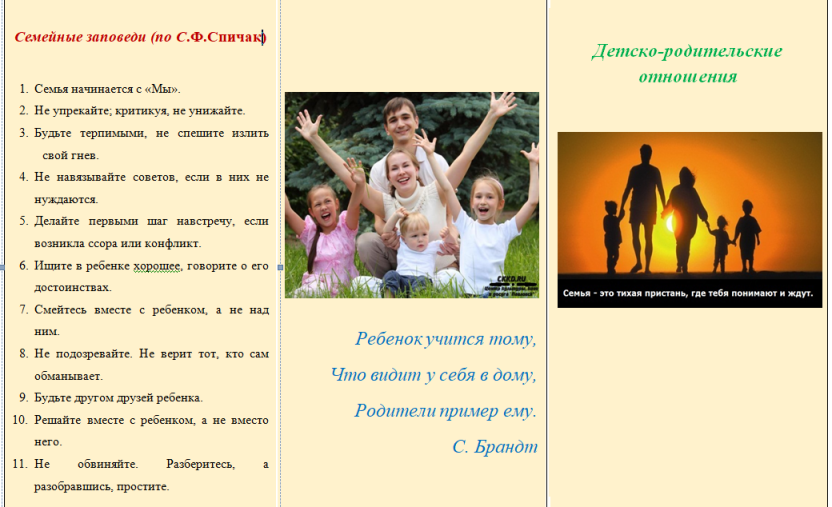 Семейные заповеди (по С.Ф.Спичак)
1. Семья начинается с «Мы».
2. Не упрекайте; критикуя, не унижайте.
3. Будьте терпимыми, не спешите излить
свой гнев.
4. Не навязывайте советов, если в них не
нуждаются.
5. Делайте первыми шаг навстречу, если
возникла ссора или конфликт.
6. Ищите в ребенке хорошее, говорите о его
достоинствах.
7. Смейтесь вместе с ребенком, а не над
ним.
8. Не подозревайте. Не верит тот, кто сам
обманывает.
9. Будьте другом друзей ребенка.
10. Решайте вместе с ребенком, а не вместо
него.
11. Не обвиняйте. Разберитесь, а
разобравшись, простите.
CKKD.RU
Ребенок учится тому,
Что видит у себя в дому,
Родители пример ему.
С. Брандт
Детско-родительские
отношения
Семья - это тихая пристань, где тебя понимают и ждут.